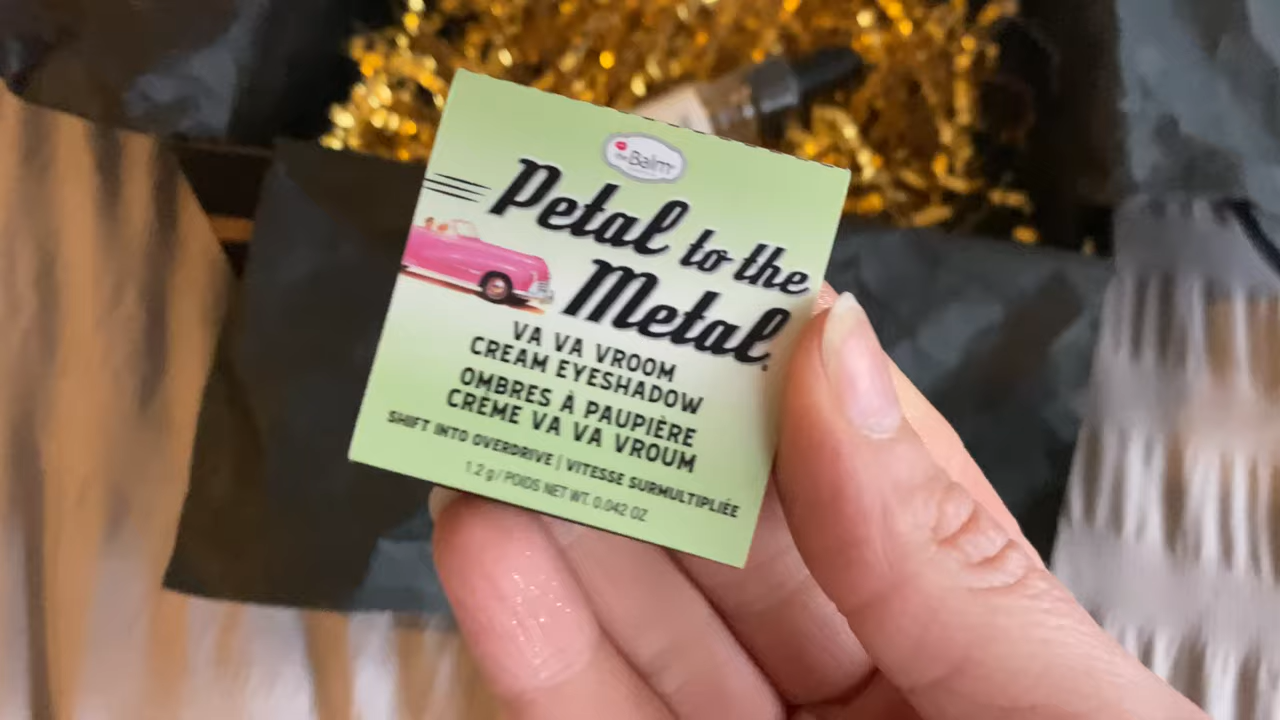 theBalm
Petal to the
Metal
VA VA VROOM
CREAM EYESHADOW
OMBRES À PAUPIÈRE
CRÈME VA VA VROUM
SHIFT INTO OVERDRIVE | VITESSE SURMULTIPLIÉE
1.2 g / POIDS NET WT. 0.042 OZ